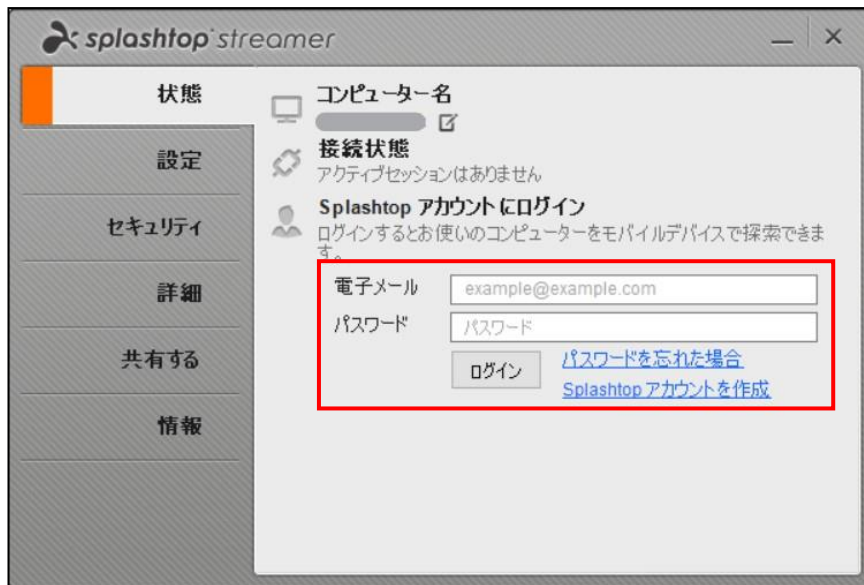 splashtop streamer
状態
設定
セキュリティ
詳細
共有する
情報
コンピューター名
接続状態
アクティブセッションはありません
Splashtop アカウントにログイン
ログインするとお使いのコンピューターをモバイルデバイスで探索できま
す。
電子メール example@example.com
パスワード パスワード
ログイン パスワードを忘れた場合
Splashtop アカウントを作成